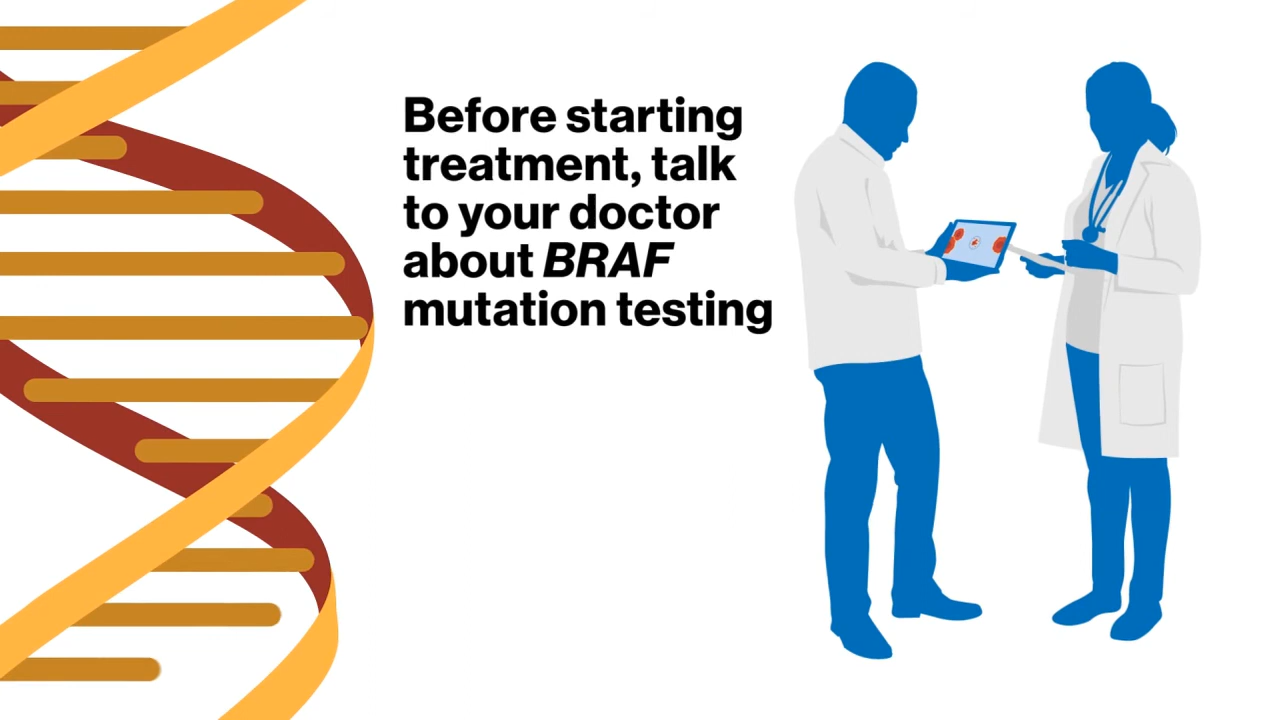 Before starting
treatment, talk
to your doctor
about BRAF
mutation testing